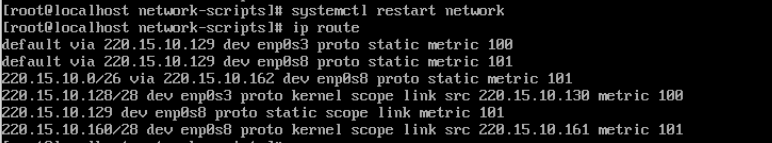 [root@localhost network-scripts]# systemctl restart network
[root@localhost network-scripts]# ip route
default via 220.15.10.129 dev enp0s3 proto static metric 100
default via 220.15.10.129 dev enp0s8 proto static metric 101
220.15.10.0/26 via 220.15.10.162 dev enp0s8 proto static metric 101
220.15.10.128/28 dev enp0s3 proto kernel scope link src 220.15.10.130 metric 100
220.15.10.129 dev enp0s8 proto static scope link metric 101
220.15.10.160/28 dev enp0s8 proto kernel scope link src 220.15.10.161 metric 101